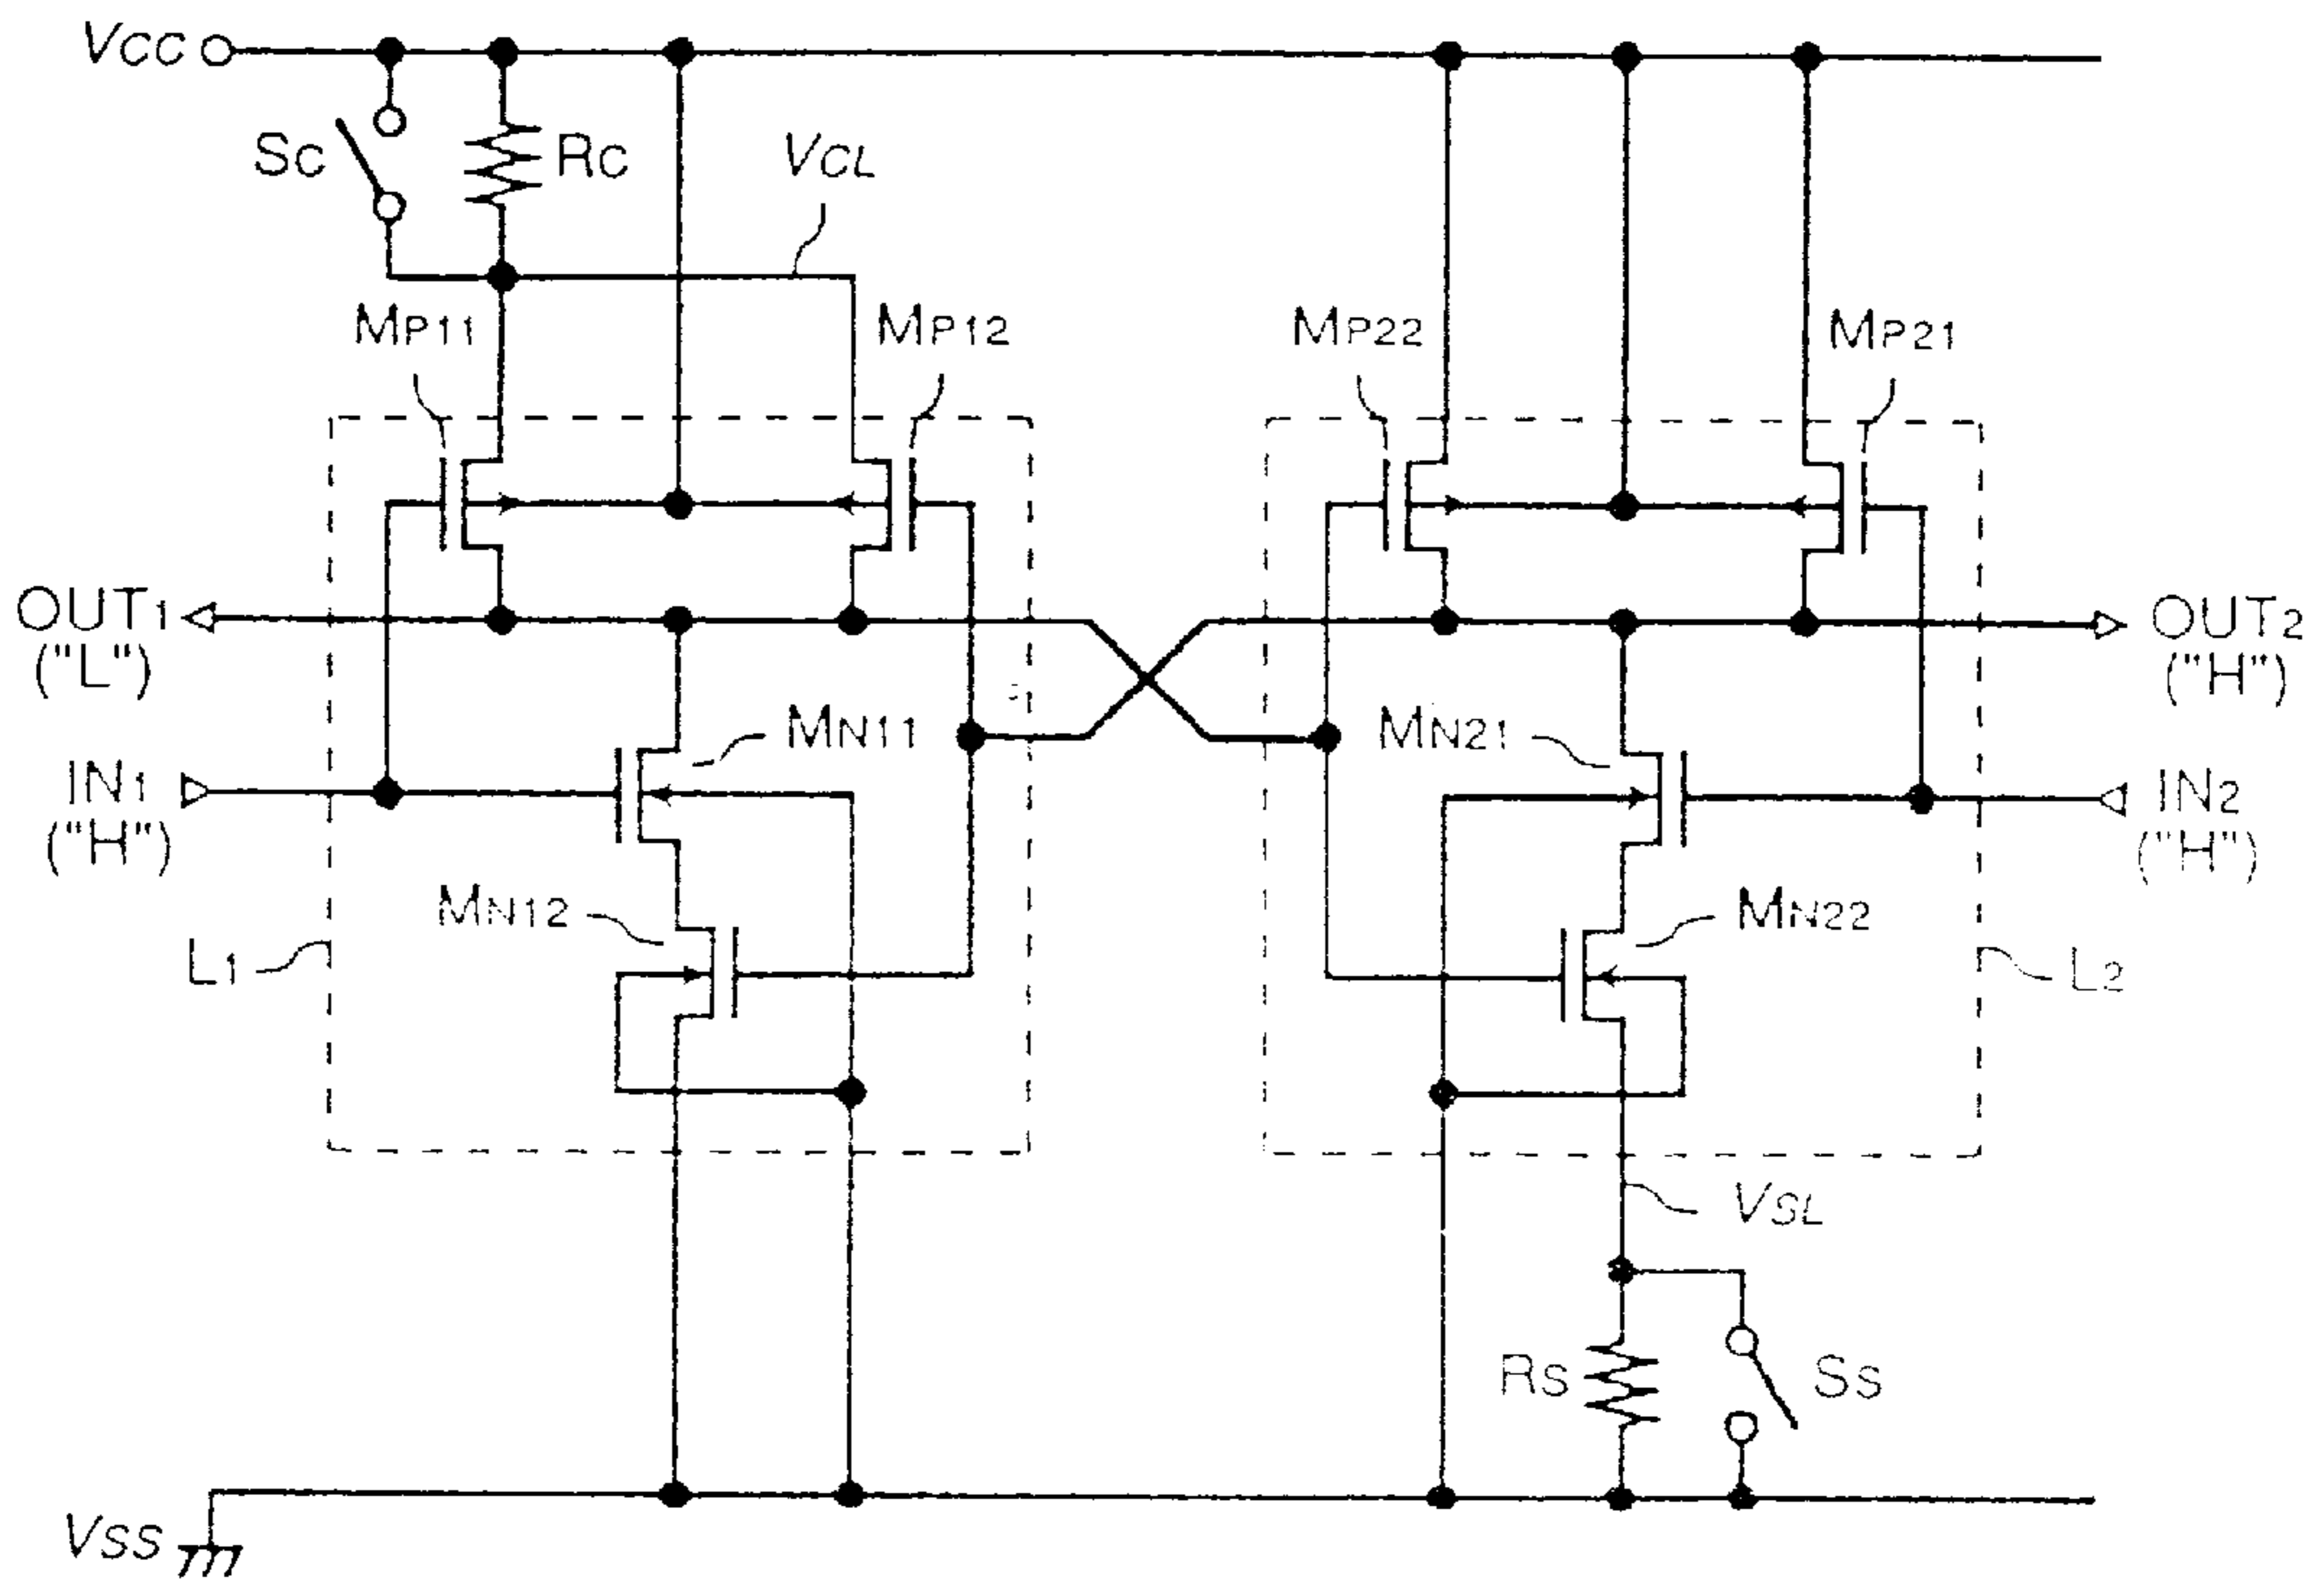 VCC
SC
RC
VCL
MP11
MP12
MP22
MP21
OUT1
("L")
OUT2
("H")
MN11
MN21
IN1
("H")
IN2
("H")
MN12
MN22
L1
L2
VSL
RS
SS
VSS